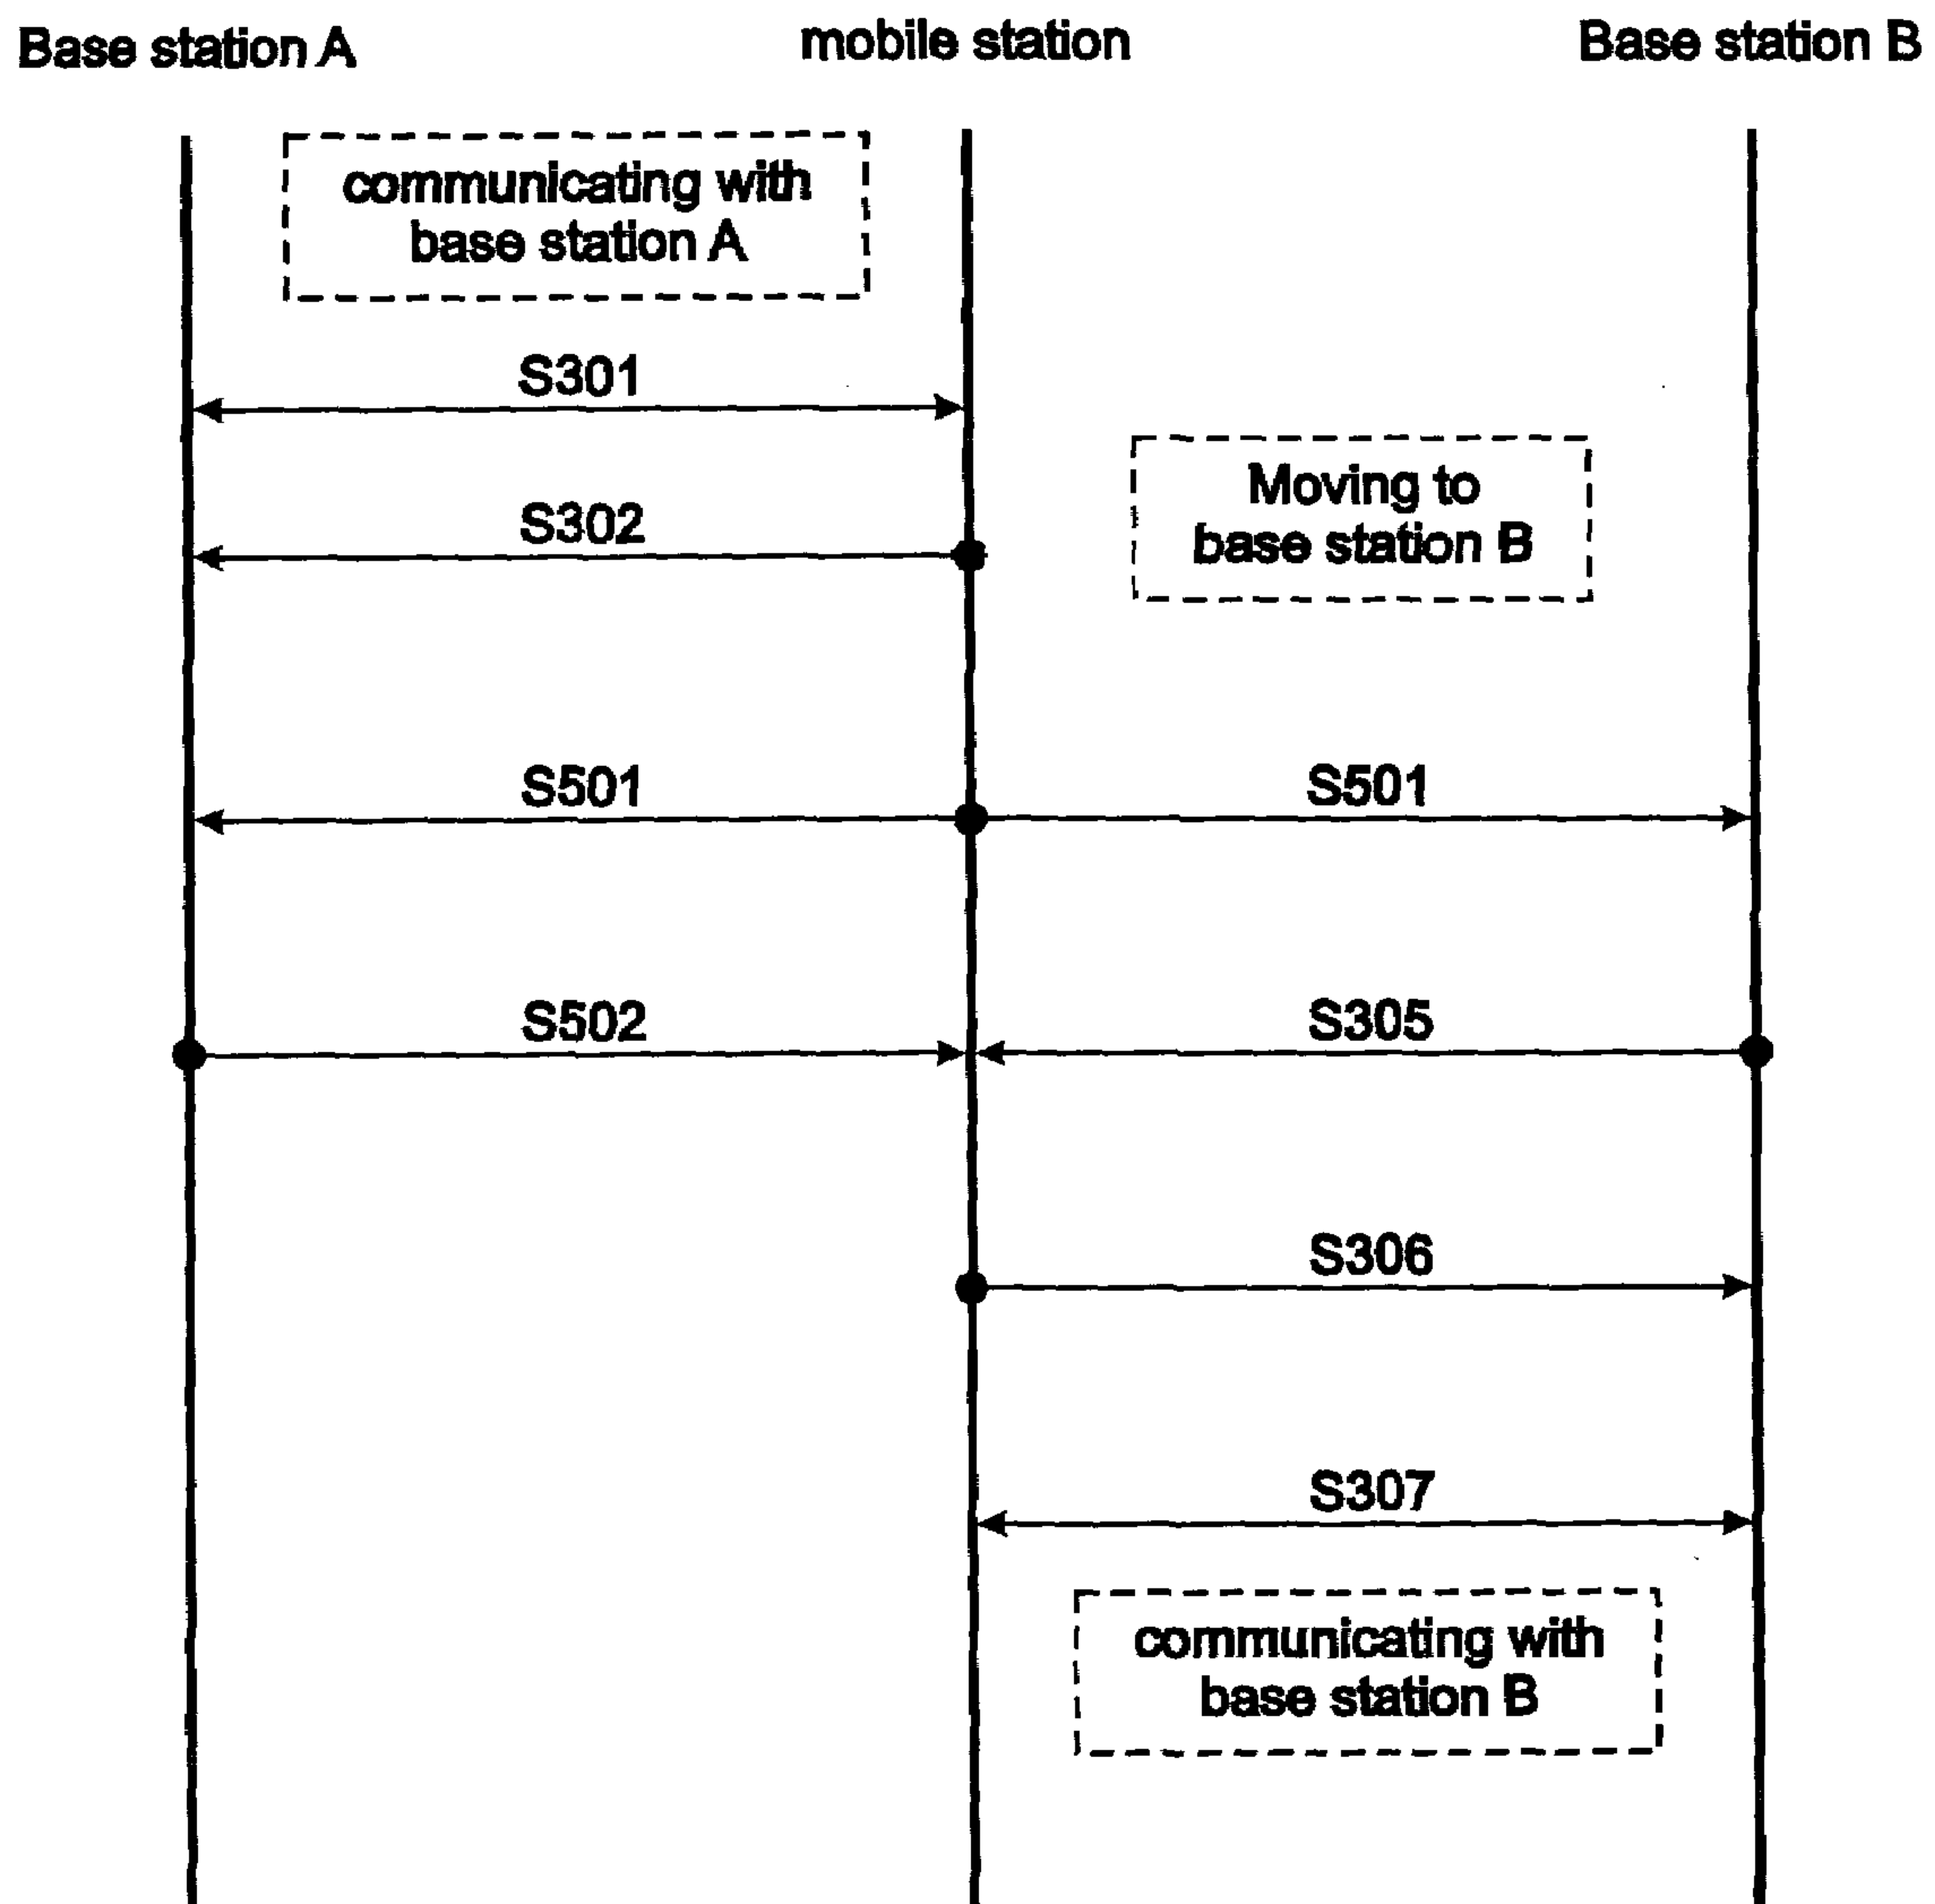 Base station A
mobile station
Base station B
communicating with
base station A
S301
Moving to
base station B
S302
S501
S501
S502
S305
S306
S307
communicating with
base station B